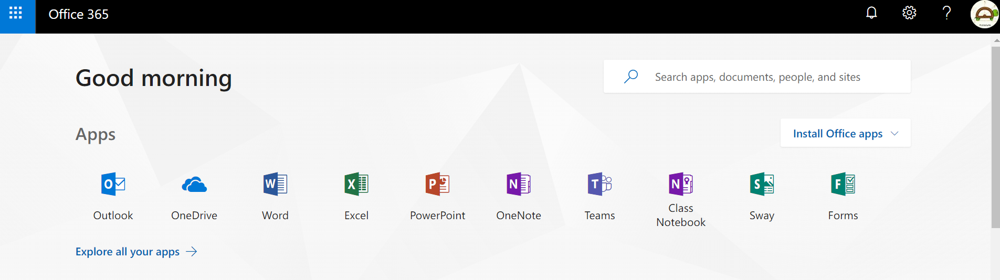 Office 365
Good morning
Search apps, documents, people, and sites
Apps
Install Office apps
Outlook
OneDrive
Word
Excel
PowerPoint
OneNote
Teams
Class
Notebook
Sway
Forms
Explore all your apps